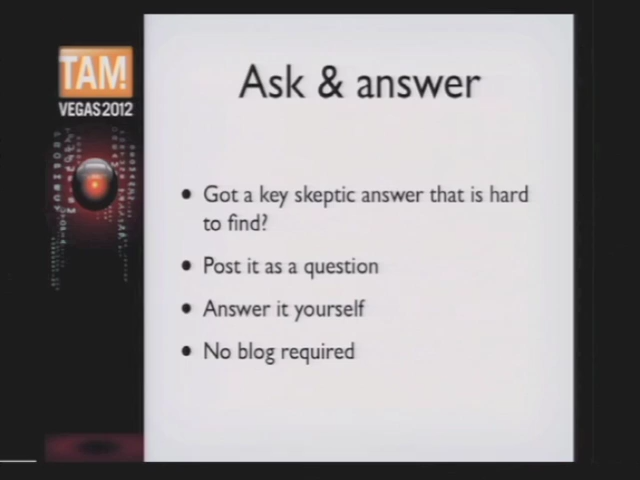 TAM!
VEGAS 2012
Ask & answer
• Got a key skeptic answer that is hard
to find?
• Post it as a question
• Answer it yourself
• No blog required